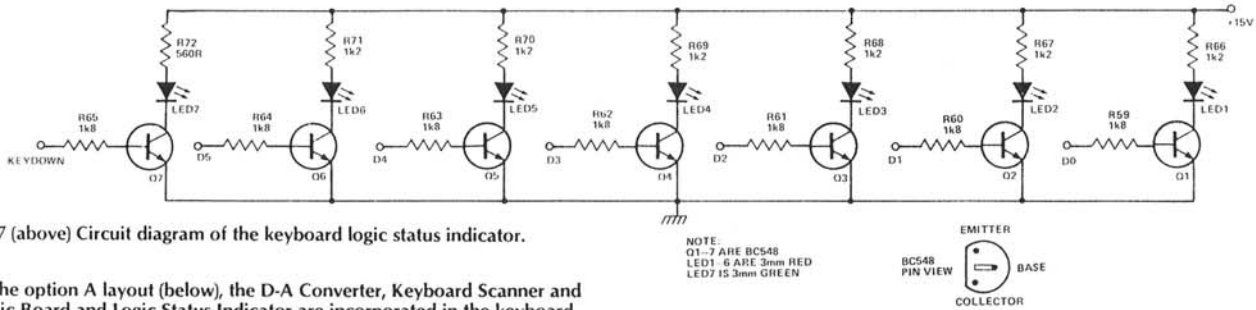 +15V
R72
560R
R71
1k2
R70
1k2
R69
1k2
R68
1k2
R67
1k2
R66
1k2
LED7
LED6
LED5
LED4
LED3
LED2
LED1
R65
1k8
R64
1k8
R63
1k8
R62
1k8
R61
1k8
R60
1k8
R59
1k8
KEYDOWN
D5
D4
D3
D2
D1
D0
Q7
Q6
Q5
Q4
Q3
Q2
Q1
7 (above) Circuit diagram of the keyboard logic status indicator.
NOTE:
Q1-7 ARE BC548
LED1-6 ARE 3mm RED
LED7 IS 3mm GREEN
EMITTER
BC548
PIN VIEW
BASE
COLLECTOR
he option A layout (below), the D-A Converter, Keyboard Scanner and
ic Board and Logic Status Indicator are incorporated in the keyboard